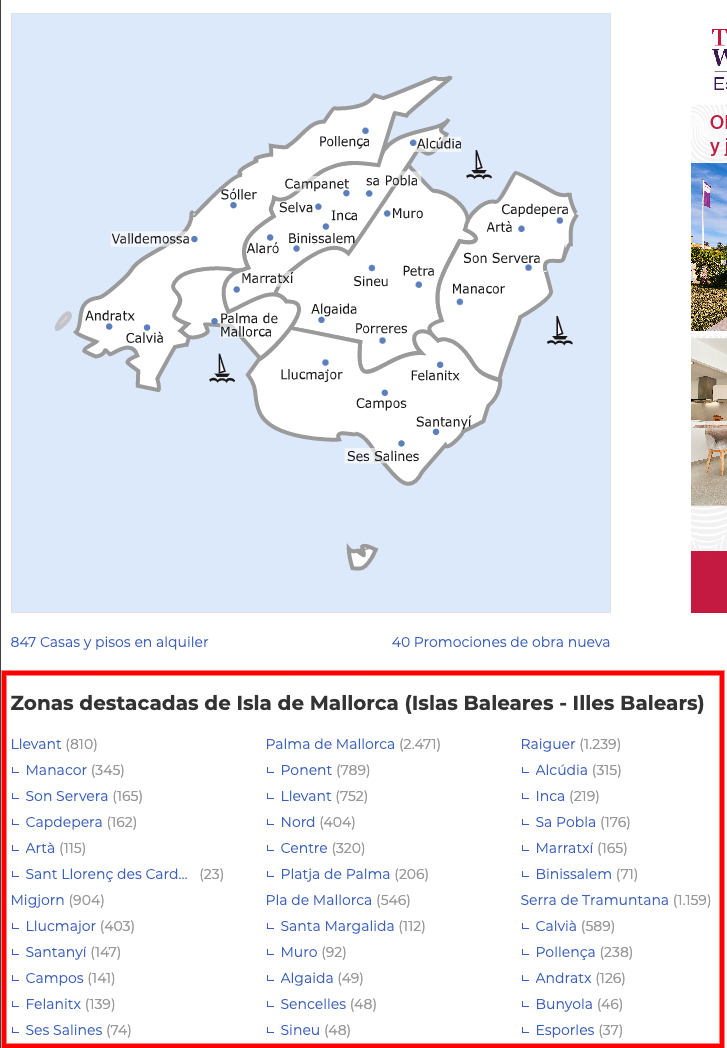 Pollença
Alcúdia
Campanet
sa Pobla
Sóller
Selva
Inca
Muro
Capdepera
Artà
Valldemossa
Alaró
Binissalem
Son Servera
Marratxí
Sineu
Petra
Manacor
Andratx
Calvià
Palma de
Mallorca
Algaida
Porreres
Llucmajor
Felanitx
Campos
Santanyí
Ses Salines
847 Casas y pisos en alquiler
40 Promociones de obra nueva
Zonas destacadas de Isla de Mallorca (Islas Baleares - Illes Balears)
Llevant (810)
Manacor (345)
Son Servera (165)
Capdepera (162)
Artà (115)
Sant Llorenç des Card... (23)
Migjorn (904)
Llucmajor (403)
Santanyí (147)
Campos (141)
Felanitx (139)
Ses Salines (74)
Palma de Mallorca (2.471)
Ponent (789)
Llevant (752)
Nord (404)
Centre (320)
Platja de Palma (206)
Pla de Mallorca (546)
Santa Margalida (112)
Muro (92)
Algaida (49)
Sencelles (48)
Sineu (48)
Raiguer (1.239)
Alcúdia (315)
Inca (219)
Sa Pobla (176)
Marratxí (165)
Binissalem (71)
Serra de Tramuntana (1.159)
Calvià (589)
Pollença (238)
Andratx (126)
Bunyola (46)
Esporles (37)
y j